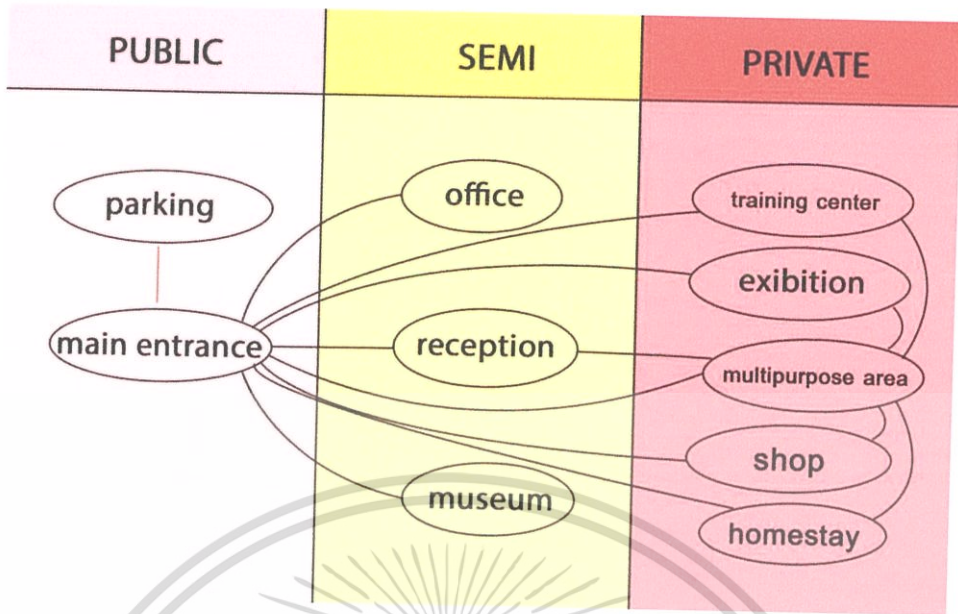 PUBLIC
SEMI
PRIVATE
parking
office
training center
exibition
main entrance
reception
multipurpose area
shop
museum
homestay